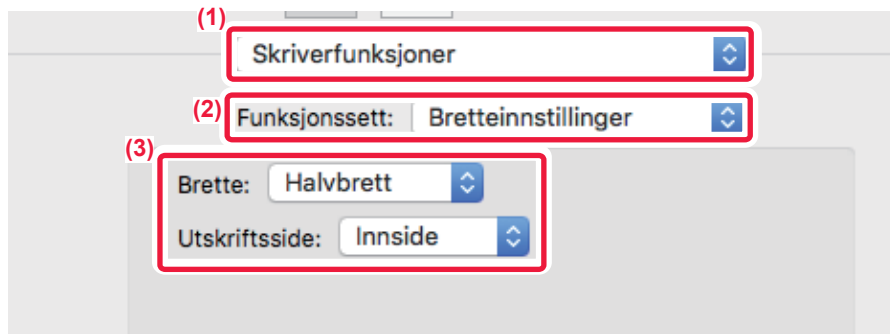 (1)
Skriverfunksjoner
(2) Funksjonssett: Bretteinnstillinger
(3)
Brette: Halvbrett
Utskriftsside: Innside